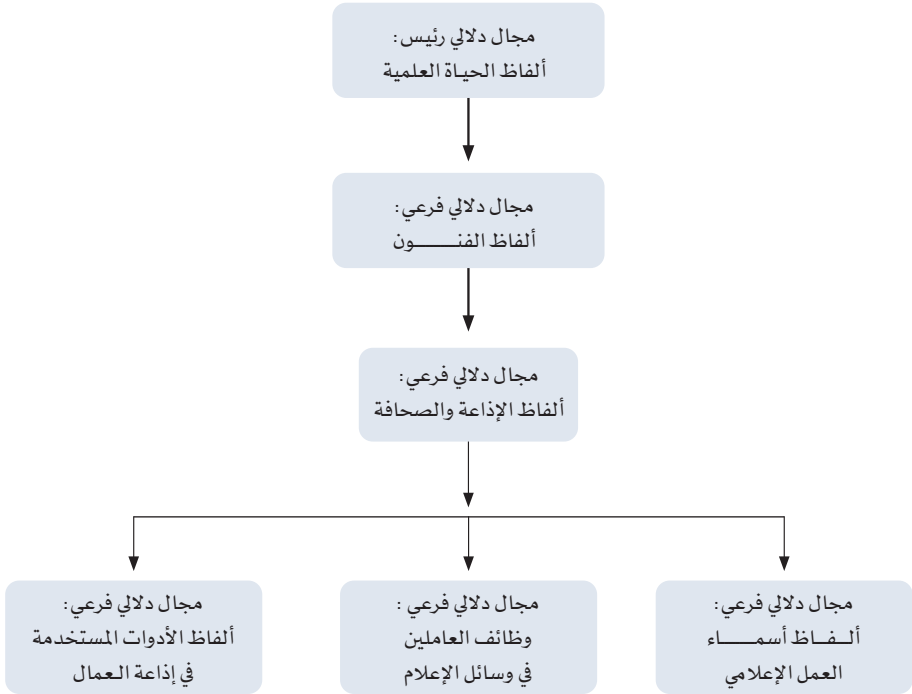 مجال دلالي رئيس:
ألفاظ الحياة العلمية
مجال دلالي فرعي:
ألفاظ الفنـــــــون
مجال دلالي فرعي:
ألفاظ الإذاعة والصحافة
مجال دلالي فرعي:
ألـفــاظ أسمـــــاء
العمل الإعلامي
مجال دلالي فرعي :
وظائف العاملين
في وسائل الإعلام
مجال دلالي فرعي:
ألفاظ الأدوات المستخدمة
في إذاعة العمال